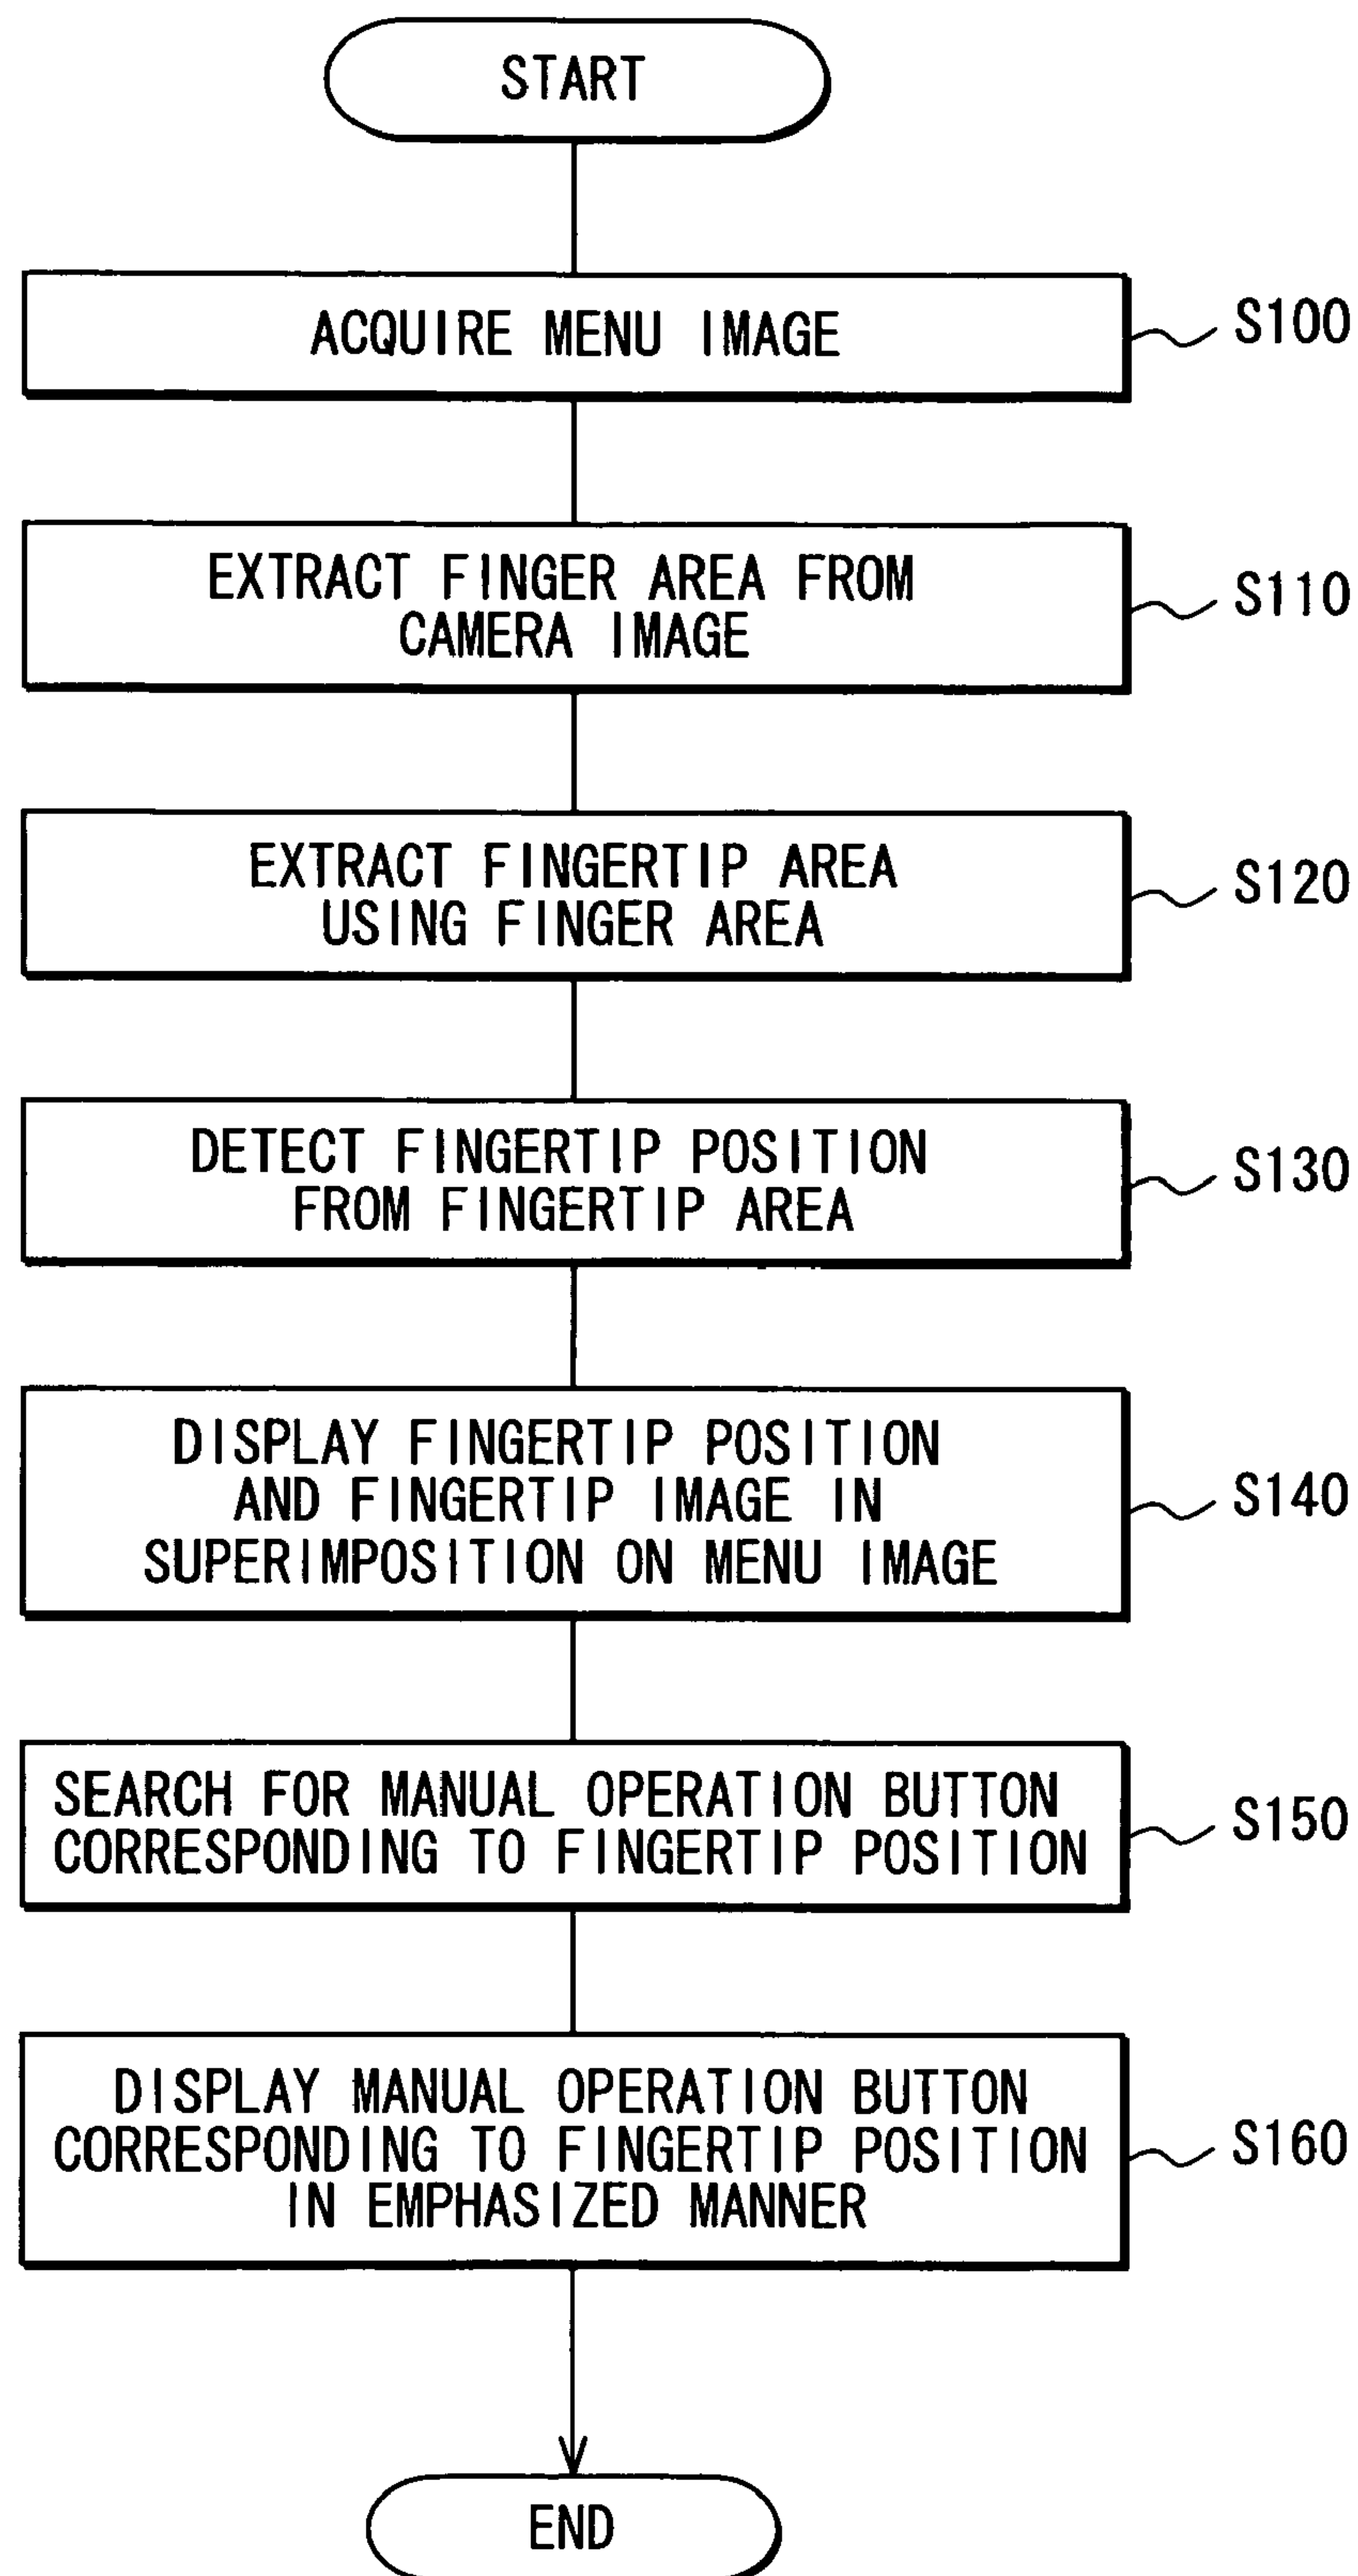 START
ACQUIRE MENU IMAGE
S100
EXTRACT FINGER AREA FROM
CAMERA IMAGE
S110
EXTRACT FINGERTIP AREA
USING FINGER AREA
S120
DETECT FINGERTIP POSITION
FROM FINGERTIP AREA
S130
DISPLAY FINGERTIP POSITION
AND FINGERTIP IMAGE IN
SUPERIMPOSITION ON MENU IMAGE
S140
SEARCH FOR MANUAL OPERATION BUTTON
CORRESPONDING TO FINGERTIP POSITION
S150
DISPLAY MANUAL OPERATION BUTTON
CORRESPONDING TO FINGERTIP POSITION
IN EMPHASIZED MANNER
S160
END